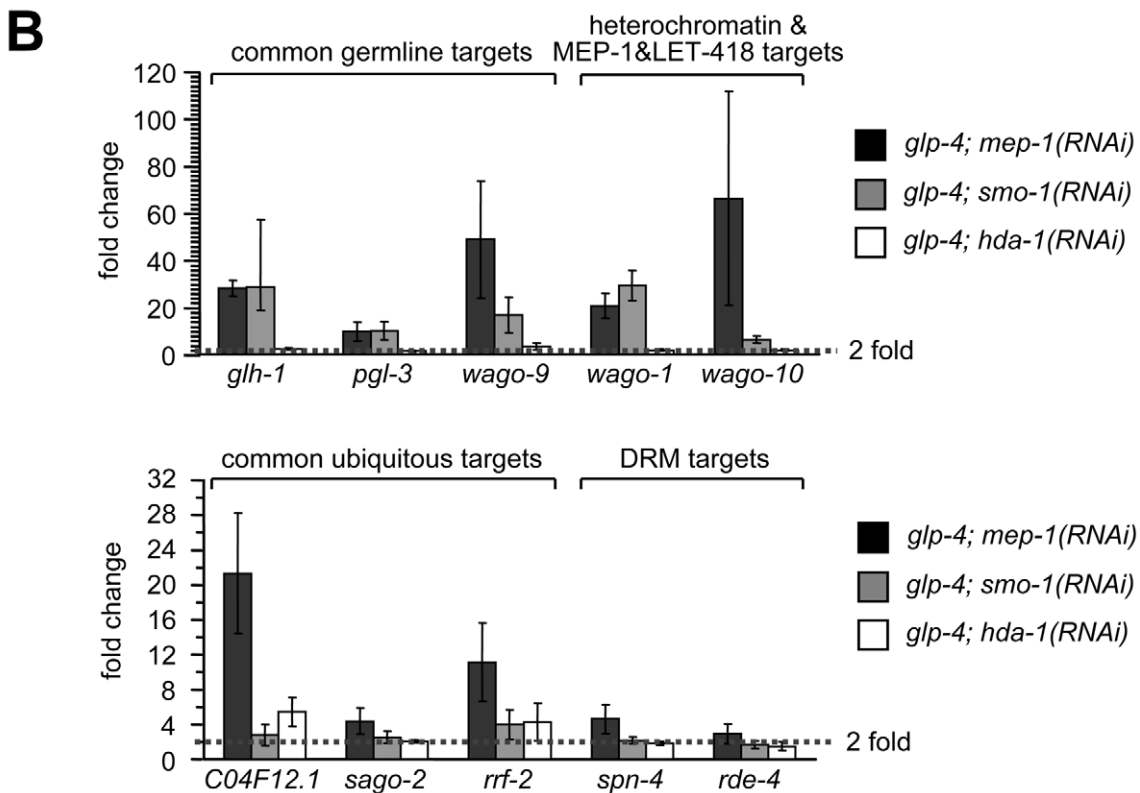 B
common germline targets
heterochromatin &
MEP-1&LET-418 targets
120
100
80
60
40
20
0
fold change
2 fold
glh-1 pgl-3 wago-9 wago-1 wago-10
glp-4; mep-1(RNAi)
glp-4; smo-1(RNAi)
glp-4; hda-1(RNAi)
common ubiquitous targets
DRM targets
32
28
24
20
16
12
8
4
0
fold change
2 fold
C04F12.1 sago-2 rrf-2 spn-4 rde-4
glp-4; mep-1(RNAi)
glp-4; smo-1(RNAi)
glp-4; hda-1(RNAi)